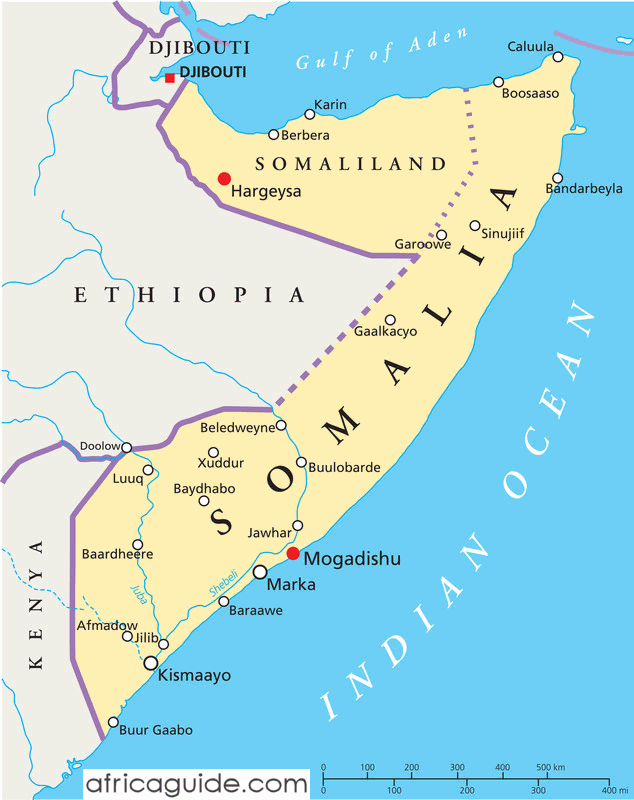 Gulf of Aden
Caluula
DJIBOUTI
DJIBOUTI
Boosaaso
Karin
Berbera
SOMALILAND
Hargeysa
Bandarbeyla
Sinujiif
Garoowe
ETHIOPIA
Gaalkacyo
SOMALIA
INDIAN OCEAN
Beledweyne
Doolow
Xuddur
Buulobarde
Luuq
Baydhabo
Jawhar
Baardheere
Mogadishu
KENYA
Marka
Shebeli
Juba
Baraawe
Afmadow
Jilib
Kismaayo
Buur Gaabo
0 100 200 300 400 500 km
0 100 200 300 400 mi
africaguide.com